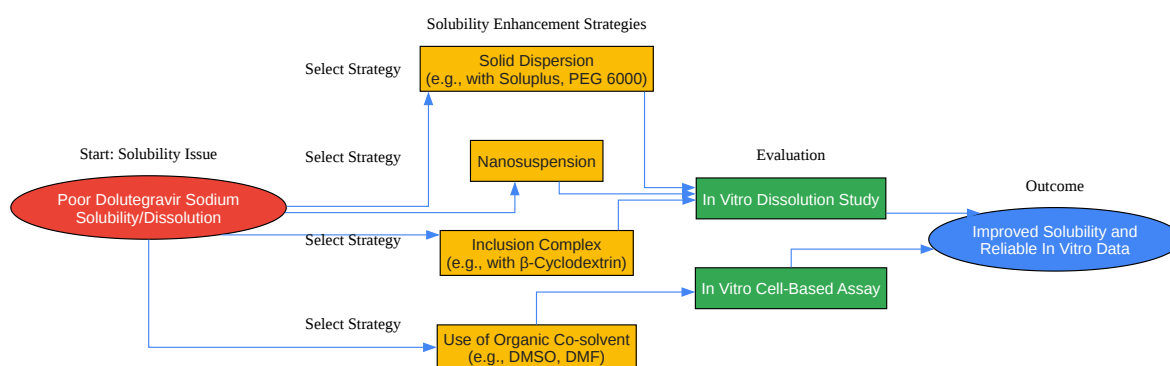 Solubility Enhancement Strategies
Select Strategy
Solid Dispersion
(e.g., with Soluplus, PEG 6000)
Select Strategy
Nanosuspension
Start: Solubility Issue
Poor Dolutegravir Sodium
Solubility/Dissolution
Select Strategy
Inclusion Complex
(e.g., with β-Cyclodextrin)
Select Strategy
Use of Organic Co-solvent
(e.g., DMSO, DMF)
Evaluation
In Vitro Dissolution Study
In Vitro Cell-Based Assay
Outcome
Improved Solubility and
Reliable In Vitro Data